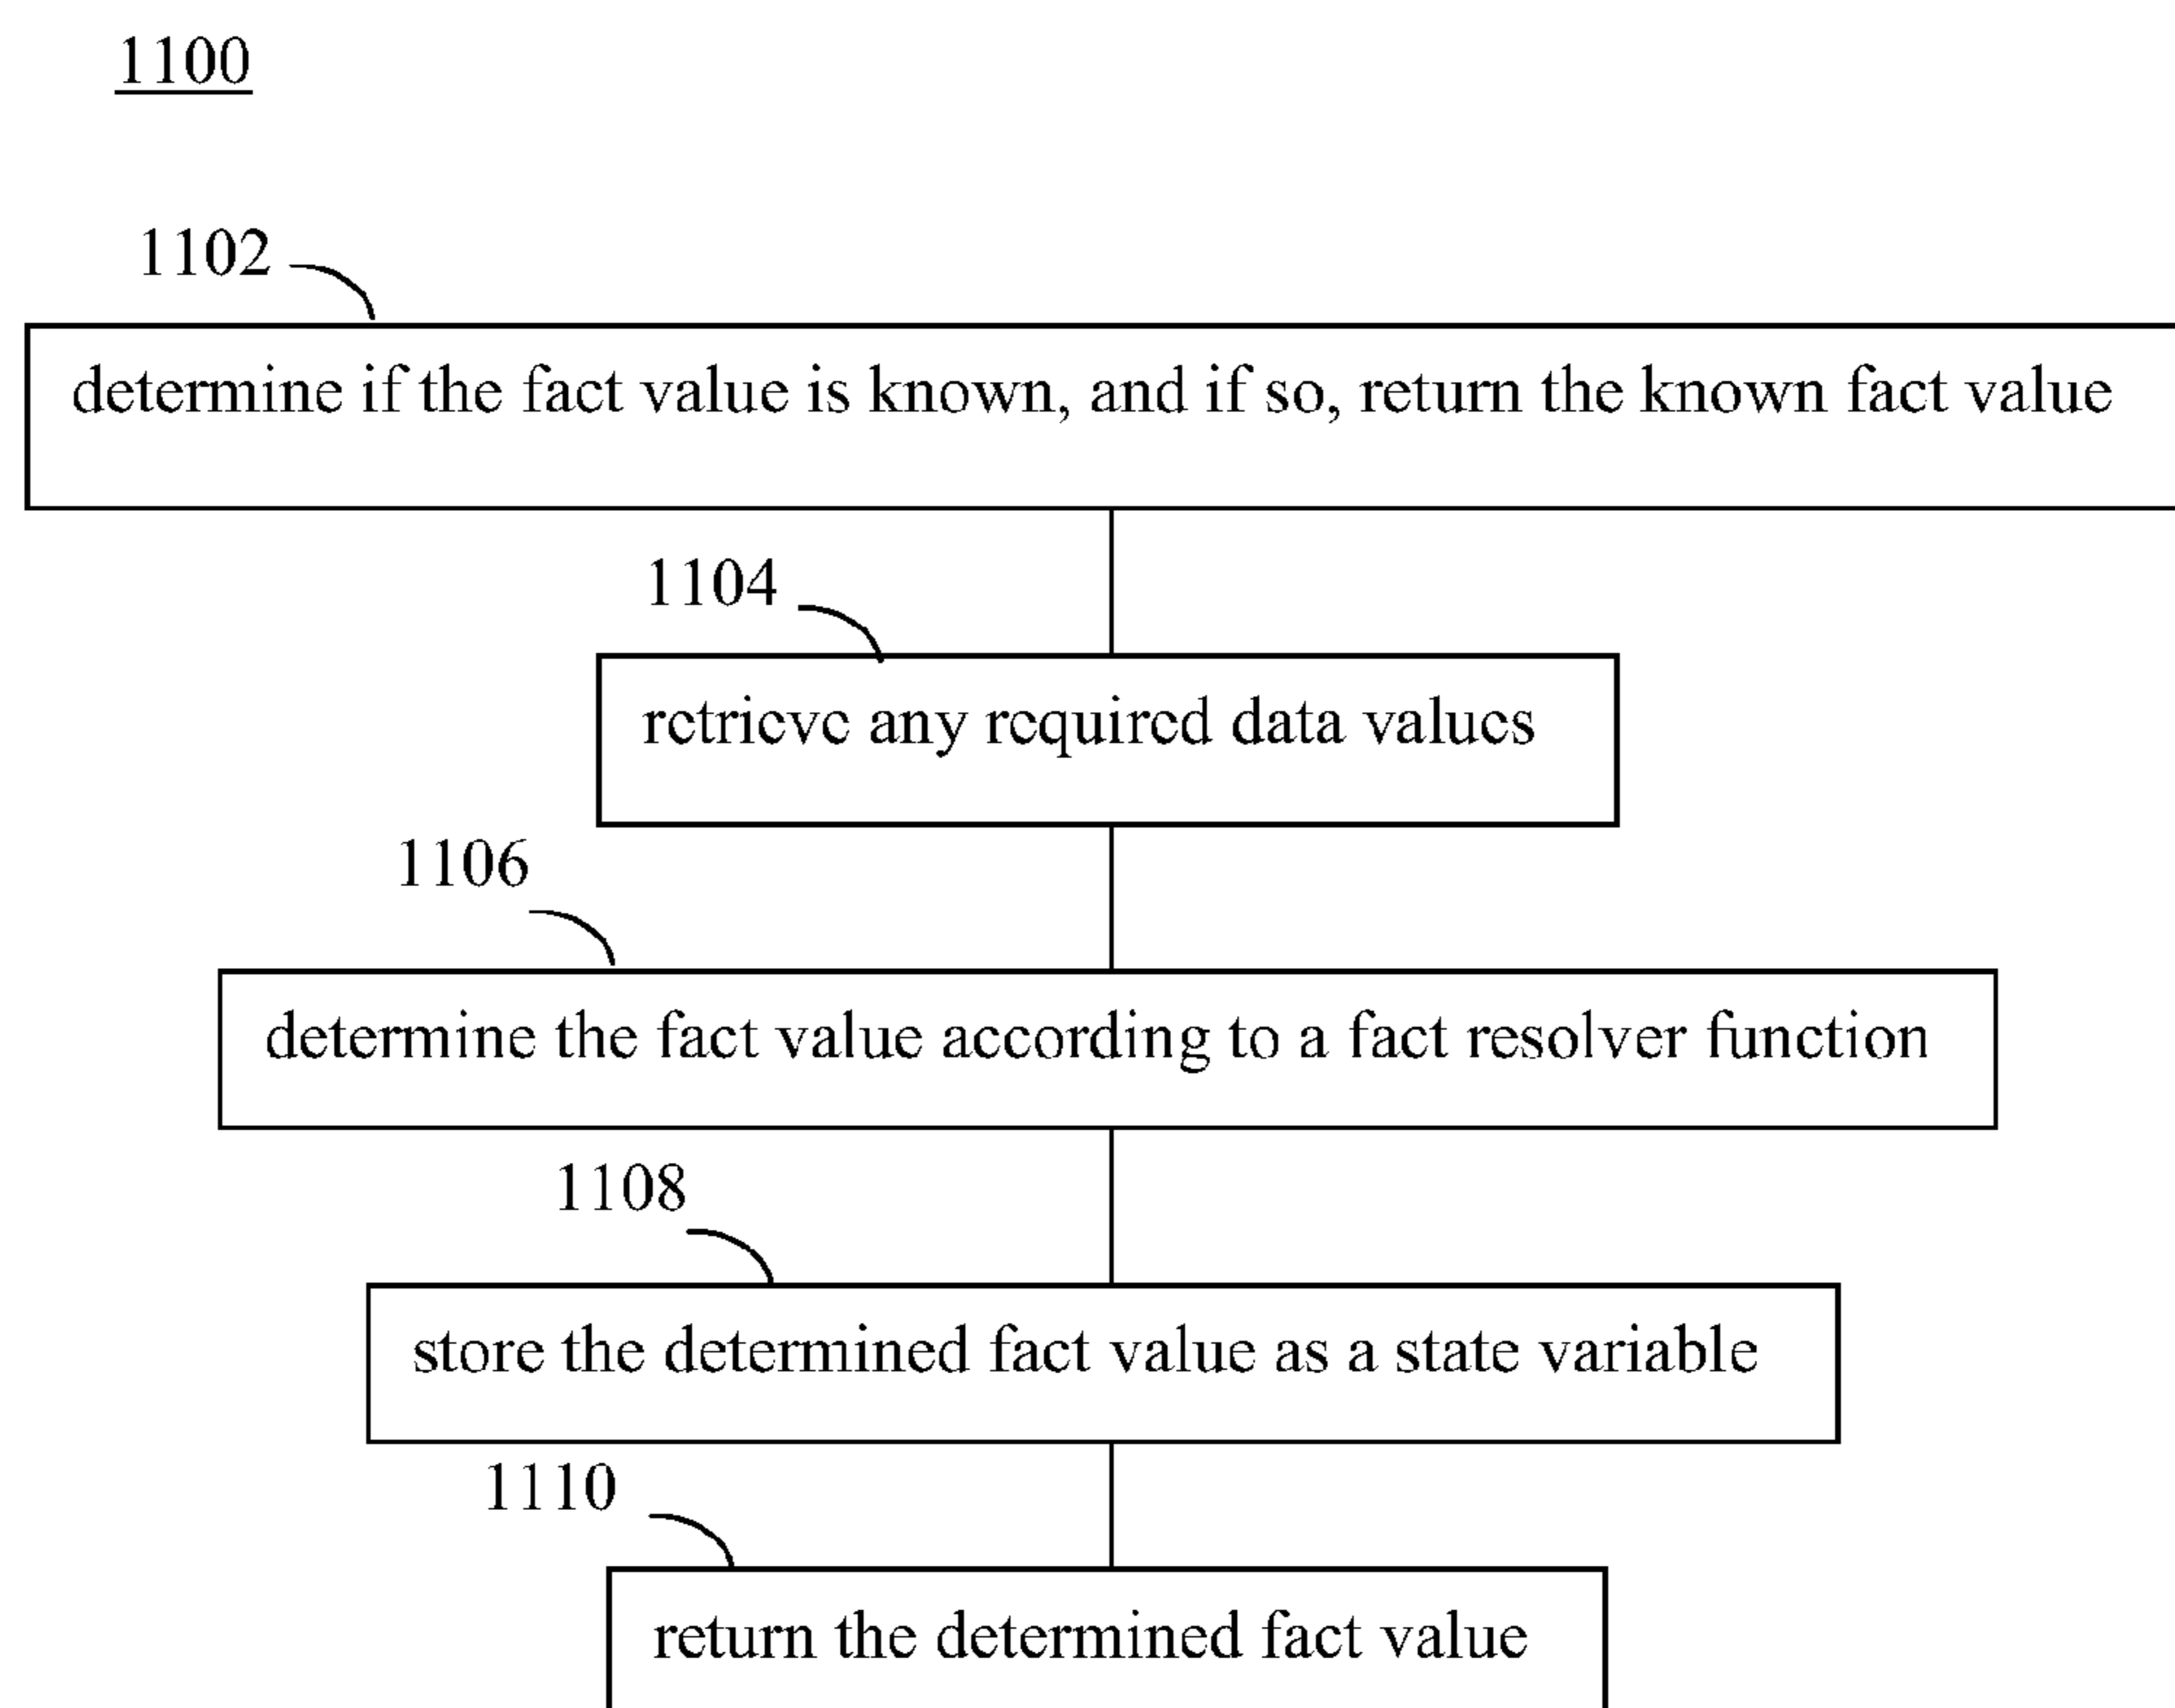 1100
1102
determine if the fact value is known, and if so, return the known fact value
1104
retrieve any required data values
1106
determine the fact value according to a fact resolver function
1108
store the determined fact value as a state variable
1110
return the determined fact value